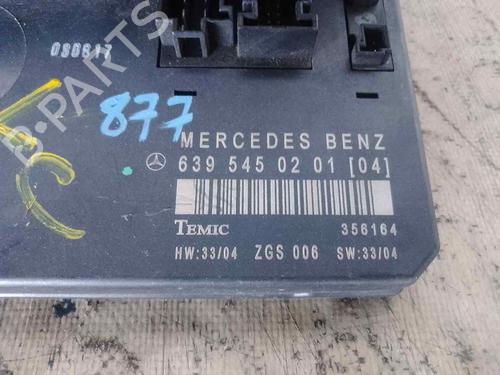 080617
B-PARTS
877
MERCEDES BENZ
639 545 02 01 [04]
TEMIC 356164
HW:33/04 ZGS 006 SW:33/04